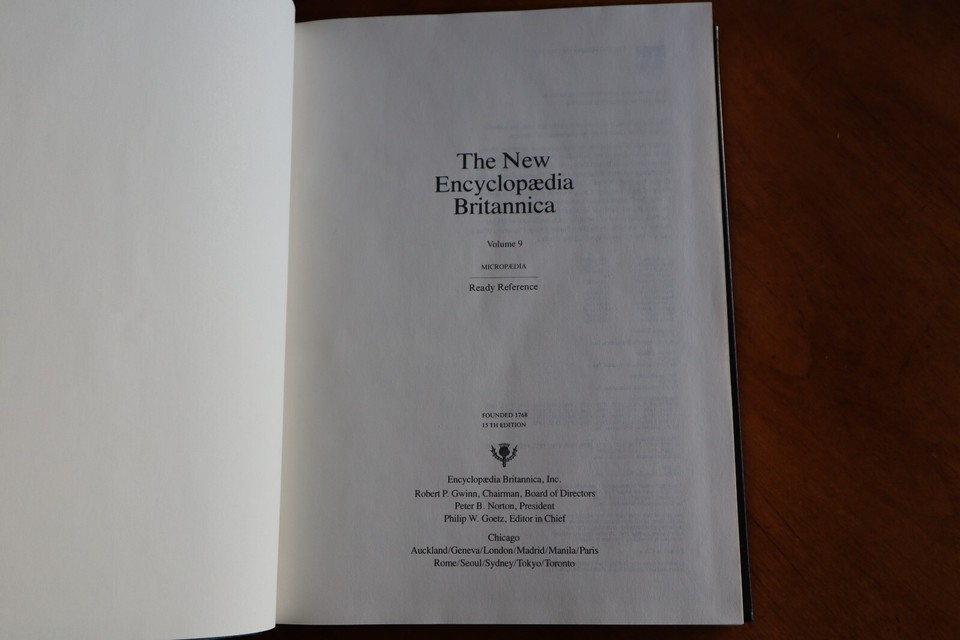 The New
Encyclopædia
Britannica
Volume 9
MICROPÆDIA
Ready Reference
FOUNDED 1768
15 TH EDITION
Encyclopædia Britannica, Inc.
Robert P. Gwinn, Chairman, Board of Directors
Peter B. Norton, President
Philip W. Goetz, Editor in Chief
Chicago
Auckland/Geneva/London/Madrid/Manila/Paris
Rome/Seoul/Sydney/Tokyo/Toronto